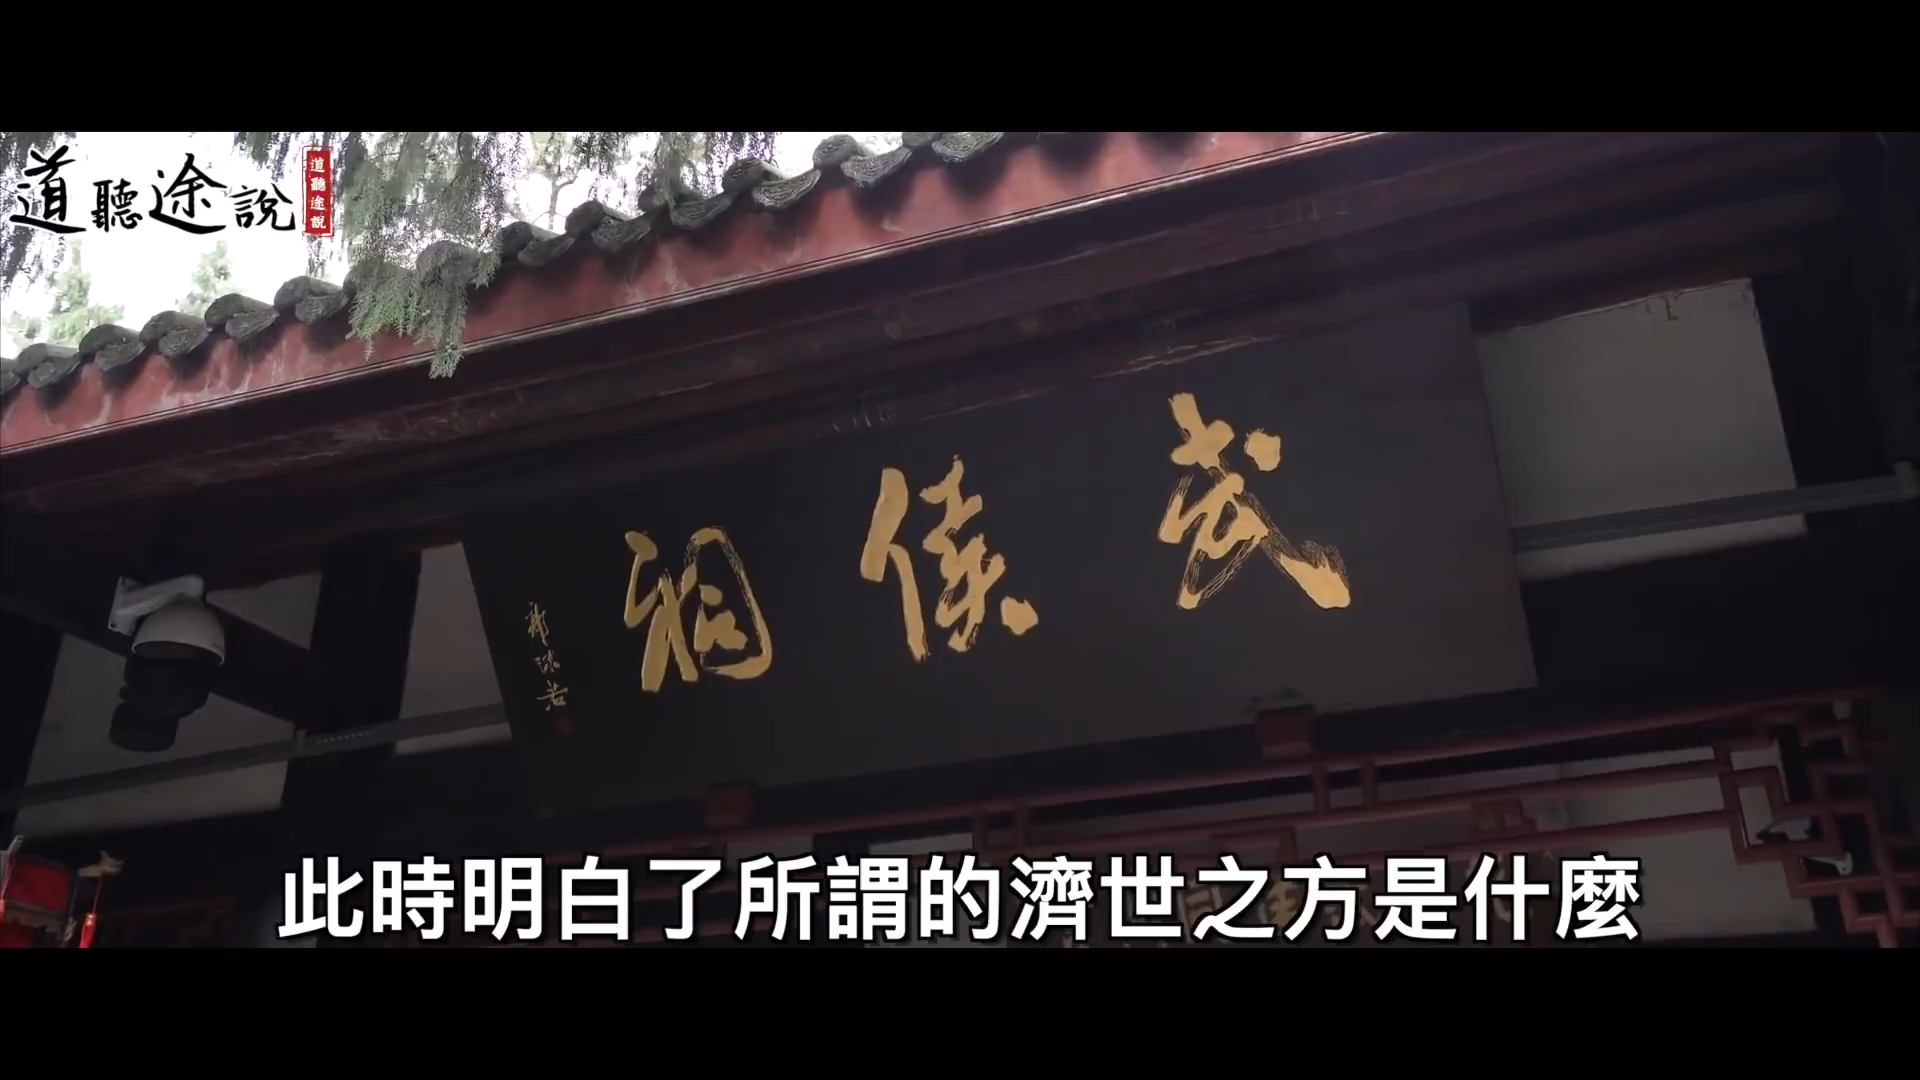 道聽途說
道聽途說
武侯祠
郭沫若
此時明白了所謂的濟世之方是什麼